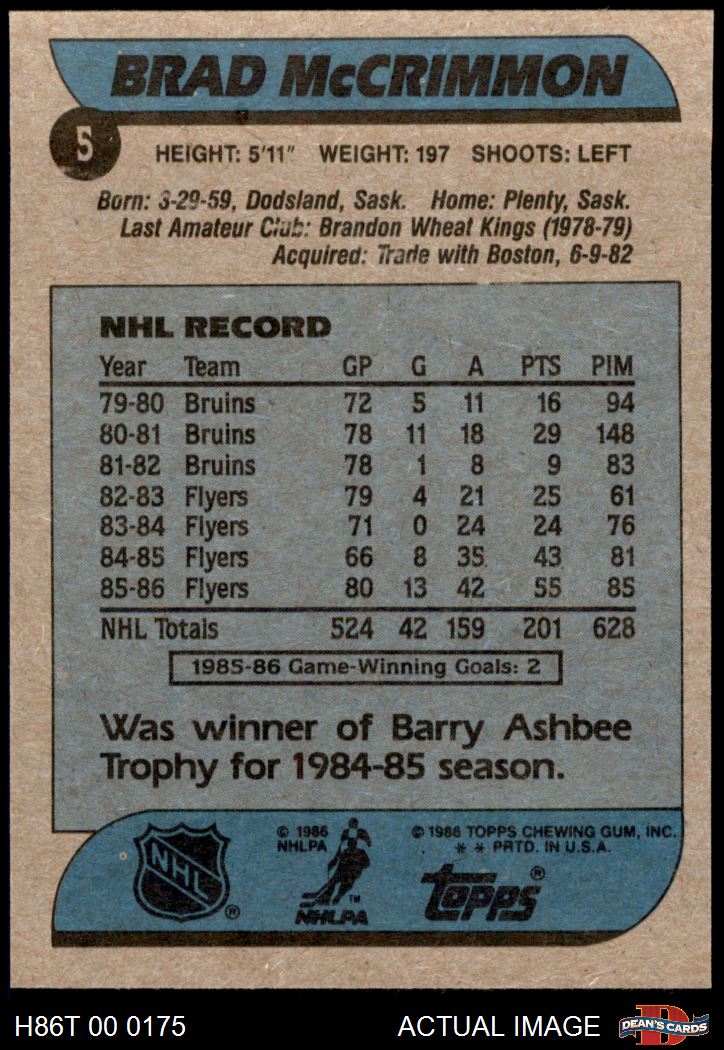 BRAD McCRIMMON
5
HEIGHT: 5'11" WEIGHT: 197 SHOOTS: LEFT
Born: 3-29-59, Dodsland, Sask. Home: Plenty, Sask.
Last Amateur Club: Brandon Wheat Kings (1978-79)
Acquired: Trade with Boston, 6-9-82
NHL RECORD
Year Team GP G A PTS PIM
79-80 Bruins 72 5 11 16 94
80-81 Bruins 78 11 18 29 148
81-82 Bruins 78 1 8 9 83
82-83 Flyers 79 4 21 25 61
83-84 Flyers 71 0 24 24 76
84-85 Flyers 66 8 35 43 81
85-86 Flyers 80 13 42 55 85
NHL Totals 524 42 159 201 628
1985-86 Game-Winning Goals: 2
Was winner of Barry Ashbee
Trophy for 1984-85 season.
NHL ®
© 1986
NHLPA
TM
NHLPA
© 1986 TOPPS CHEWING GUM, INC.
* * PRTD. IN U.S.A.
topps ®
H86T 00 0175 ACTUAL IMAGE
D
DEAN'S CARDS